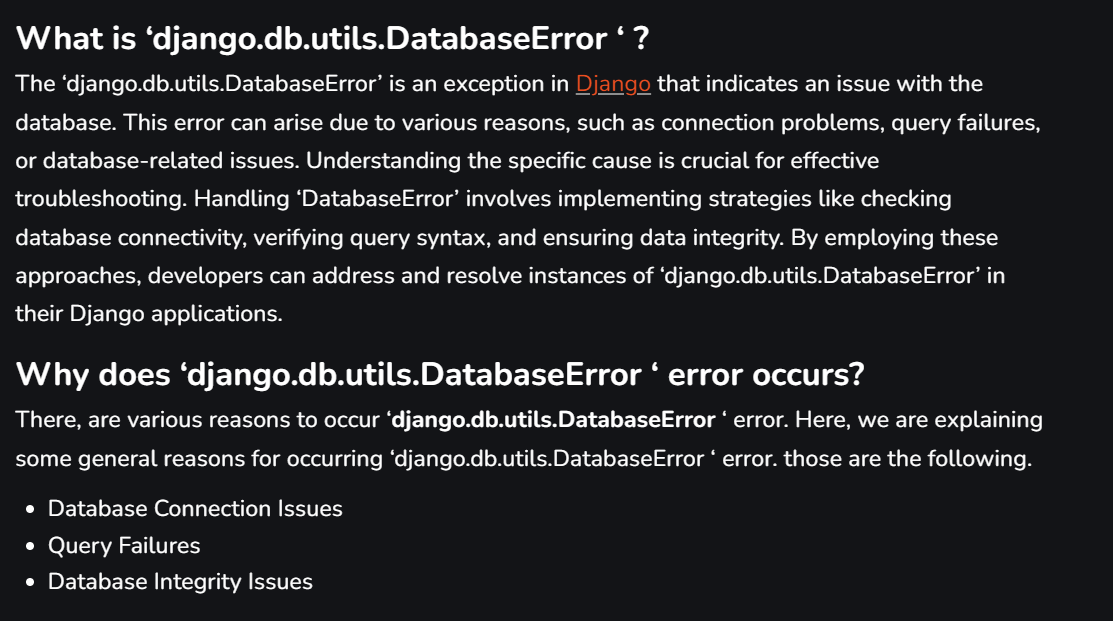 What is ‘django.db.utils.DatabaseError ‘ ?
The ‘django.db.utils.DatabaseError’ is an exception in Django that indicates an issue with the
database. This error can arise due to various reasons, such as connection problems, query failures,
or database-related issues. Understanding the specific cause is crucial for effective
troubleshooting. Handling ‘DatabaseError’ involves implementing strategies like checking
database connectivity, verifying query syntax, and ensuring data integrity. By employing these
approaches, developers can address and resolve instances of ‘django.db.utils.DatabaseError’ in
their Django applications.
Why does ‘django.db.utils.DatabaseError ‘ error occurs?
There, are various reasons to occur ‘django.db.utils.DatabaseError ‘ error. Here, we are explaining
some general reasons for occurring ‘django.db.utils.DatabaseError ‘ error. those are the following.
• Database Connection Issues
• Query Failures
• Database Integrity Issues